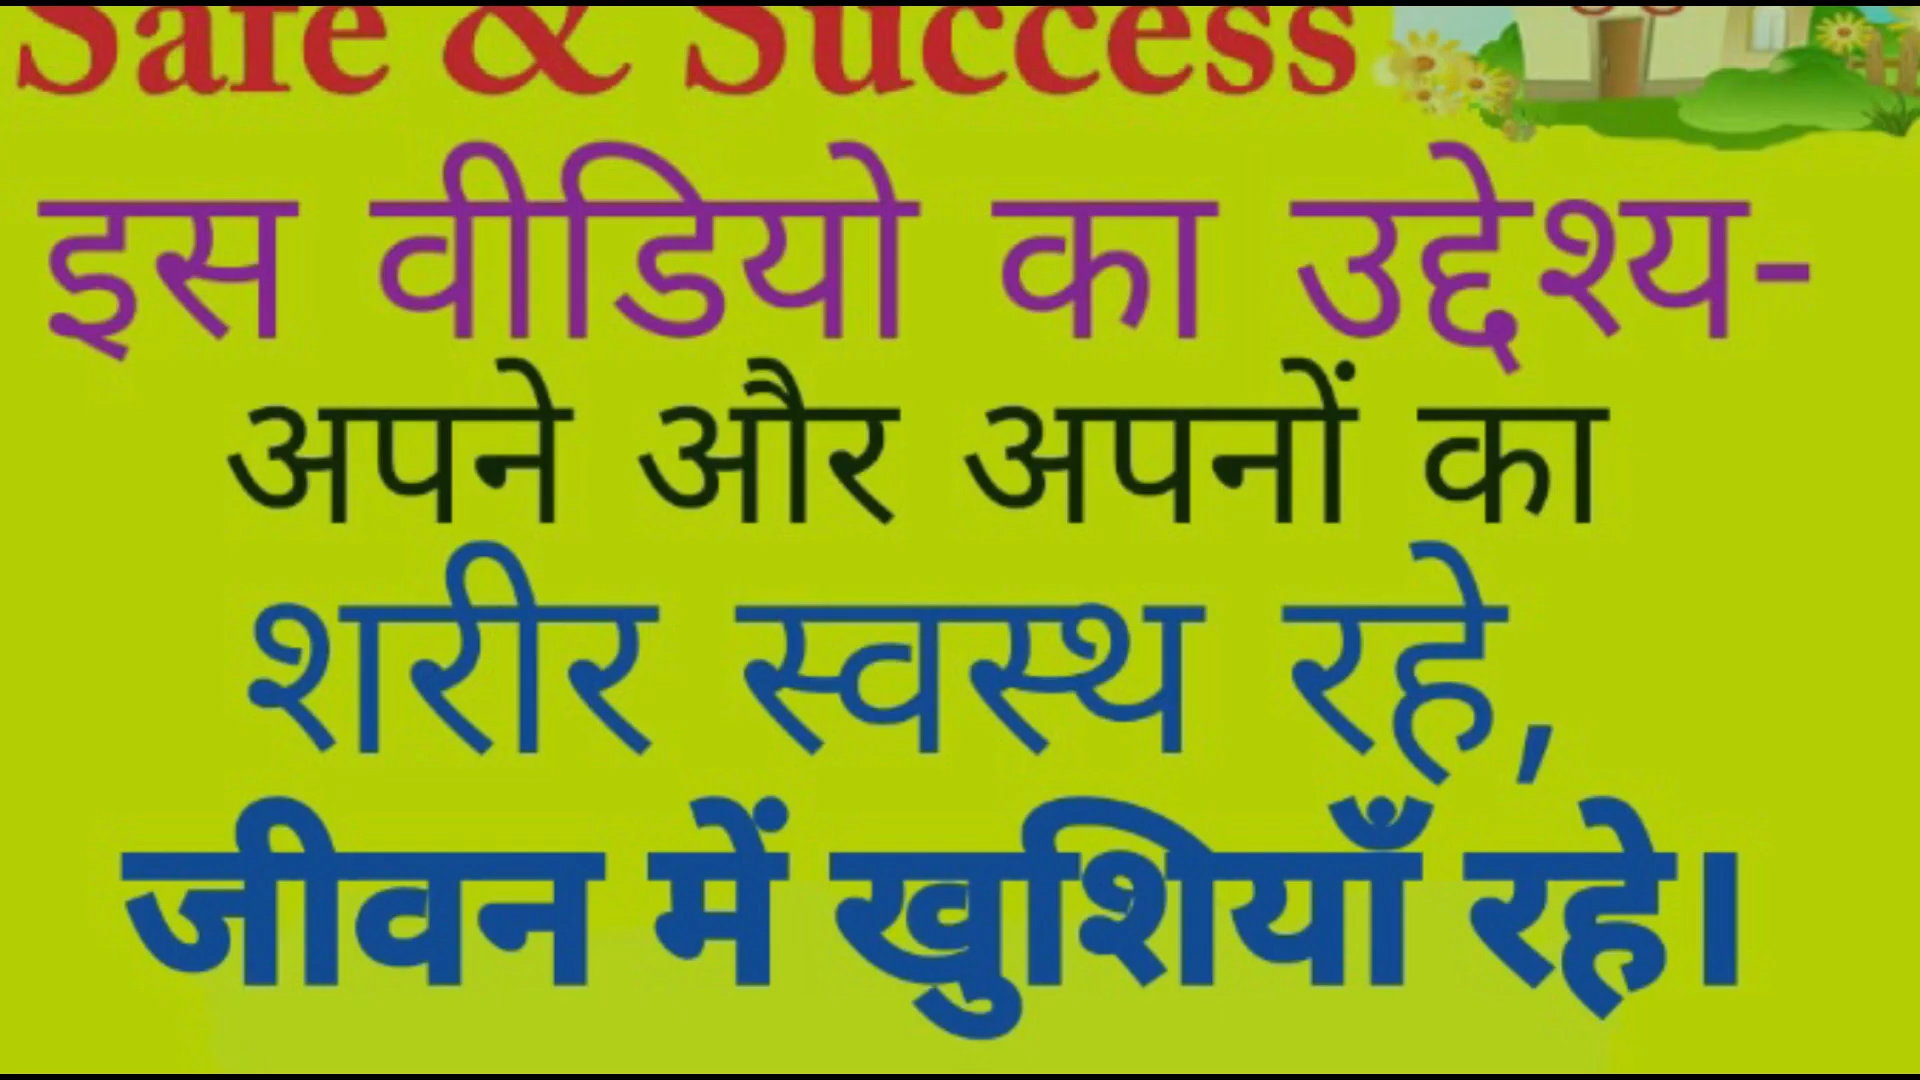 Safe & Success
इस वीडियो का उद्देश्य-
अपने और अपनों का
शरीर स्वस्थ रहे,
जीवन में खुशियाँ रहे।